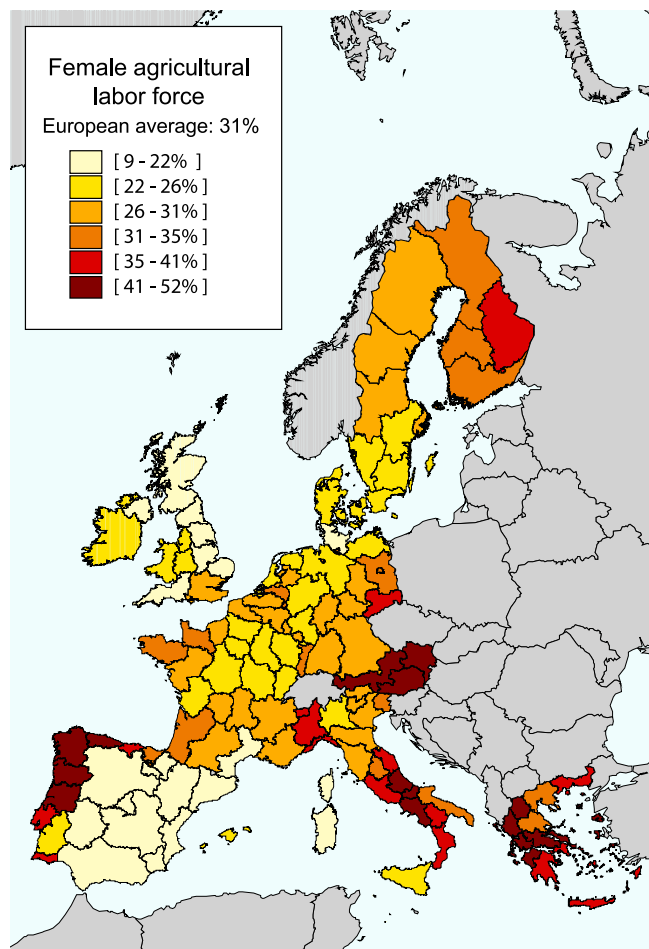 Female agricultural
labor force
European average: 31%
[ 9 - 22% ]
[ 22 - 26% ]
[ 26 - 31% ]
[ 31 - 35% ]
[ 35 - 41% ]
[ 41 - 52% ]